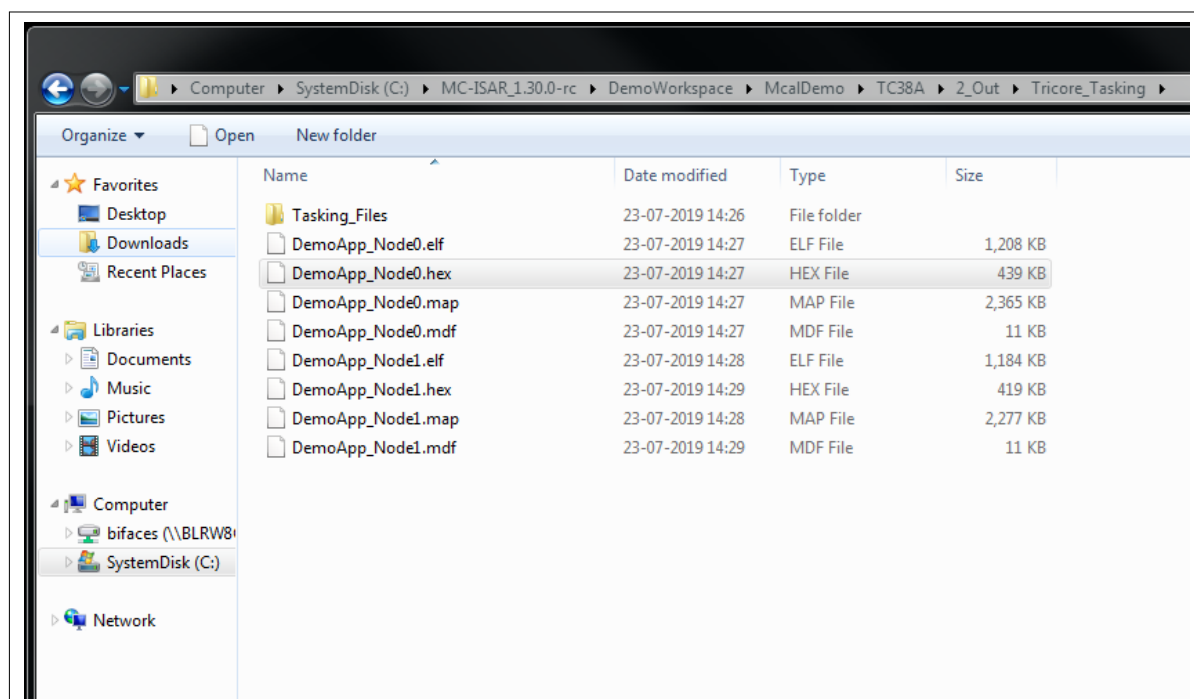 Computer SystemDisk (C:) MC-ISAR_1.30.0-rc DemoWorkspace McalDemo TC38A 2_Out Tricore_Tasking
Organize Open New folder
Favorites
Desktop
Downloads
Recent Places
Libraries
Documents
Music
Pictures
Videos
Computer
bifaces (\\BLRW8
SystemDisk (C:)
Network
Name Date modified Type Size
Tasking_Files 23-07-2019 14:26 File folder
DemoApp_Node0.elf 23-07-2019 14:27 ELF File 1,208 KB
DemoApp_Node0.hex 23-07-2019 14:27 HEX File 439 KB
DemoApp_Node0.map 23-07-2019 14:27 MAP File 2,365 KB
DemoApp_Node0.mdf 23-07-2019 14:27 MDF File 11 KB
DemoApp_Node1.elf 23-07-2019 14:28 ELF File 1,184 KB
DemoApp_Node1.hex 23-07-2019 14:29 HEX File 419 KB
DemoApp_Node1.map 23-07-2019 14:28 MAP File 2,277 KB
DemoApp_Node1.mdf 23-07-2019 14:29 MDF File 11 KB